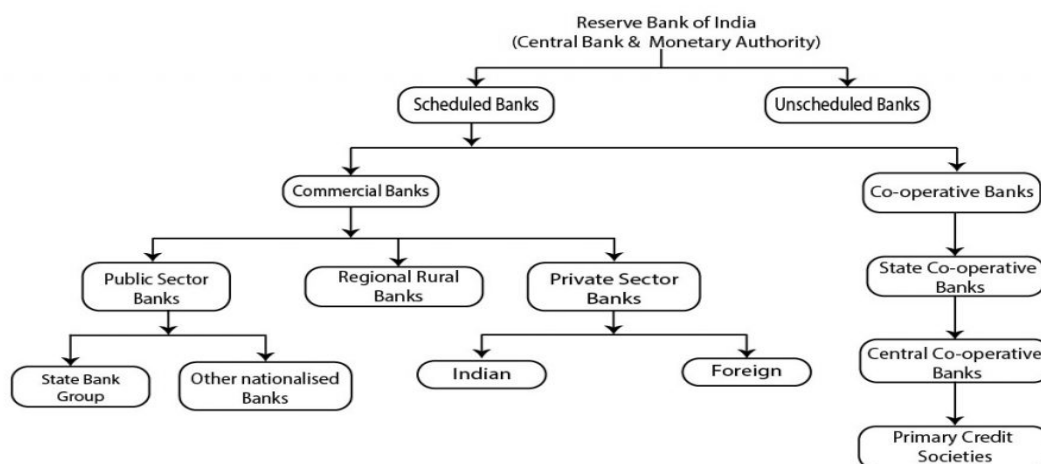 Reserve Bank of India
(Central Bank & Monetary Authority)
Scheduled Banks
Unscheduled Banks
Commercial Banks
Co-operative Banks
Public Sector
Banks
Regional Rural
Banks
Private Sector
Banks
State Co-operative
Banks
State Bank
Group
Other nationalised
Banks
Indian
Foreign
Central Co-operative
Banks
Primary Credit
Societies